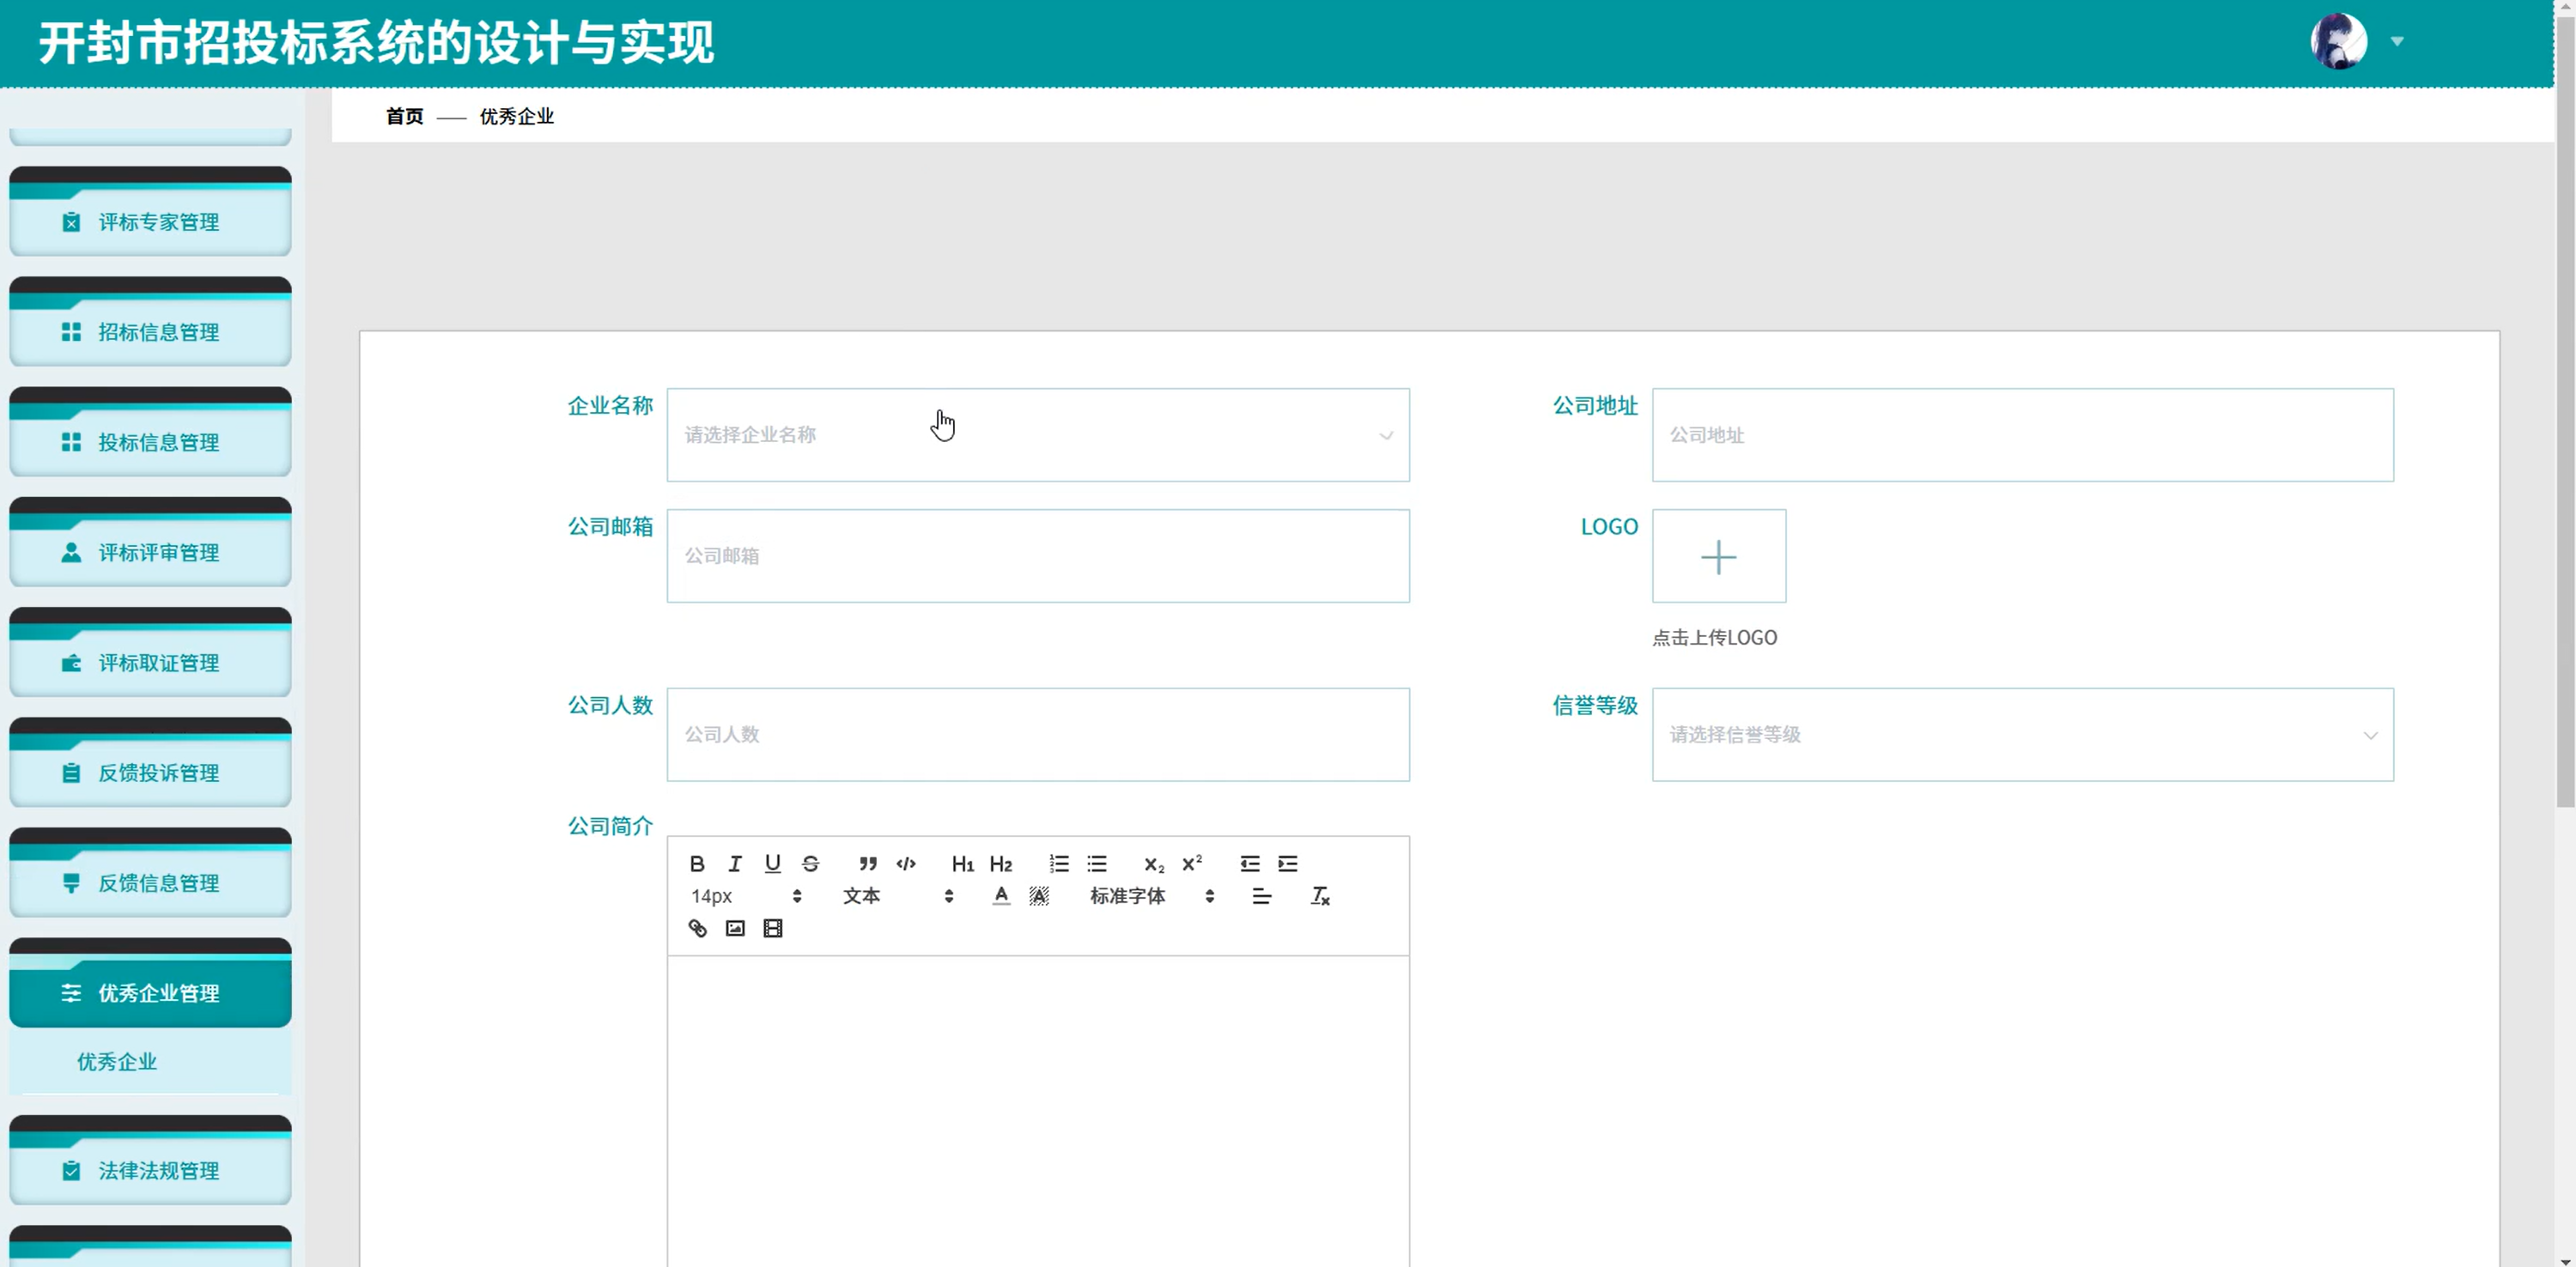 开封市招投标系统的设计与实现
首页 —— 优秀企业
评标专家管理
招标信息管理
投标信息管理
评标评审管理
评标取证管理
反馈投诉管理
反馈信息管理
优秀企业管理
优秀企业
法律法规管理
企业名称
请选择企业名称
公司地址
公司地址
公司邮箱
公司邮箱
LOGO
点击上传LOGO
公司人数
公司人数
信誉等级
请选择信誉等级
公司简介
B I U S H1 H2 X2 X2
14px 文本 A A 标准字体 Tx